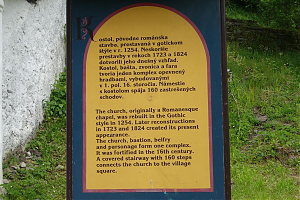 Kostol, pôvodne románska
stavba, prestavaná v gotickom
štýle v r. 1254. Neskoršie
prestavby v rokoch 1723 a 1824
dotvorili jeho dnešný vzhľad.
Kostol, bašta, zvonica a fara
tvoria jeden komplex opevnený
hradbami, vybudovanými
v 1. pol. 16. storočia. Námestie
s kostolom spája 160 zastrešených
schodov.
The church, originally a Romanesque
chapel, was rebuilt in the Gothic
style in 1254. Later reconstructions
in 1723 and 1824 created its present
appearance.
The church, bastion, belfry
and parsonage form one complex.
It was fortified in the 16th century.
A covered stairway with 160 steps
connects the church to the village
square.